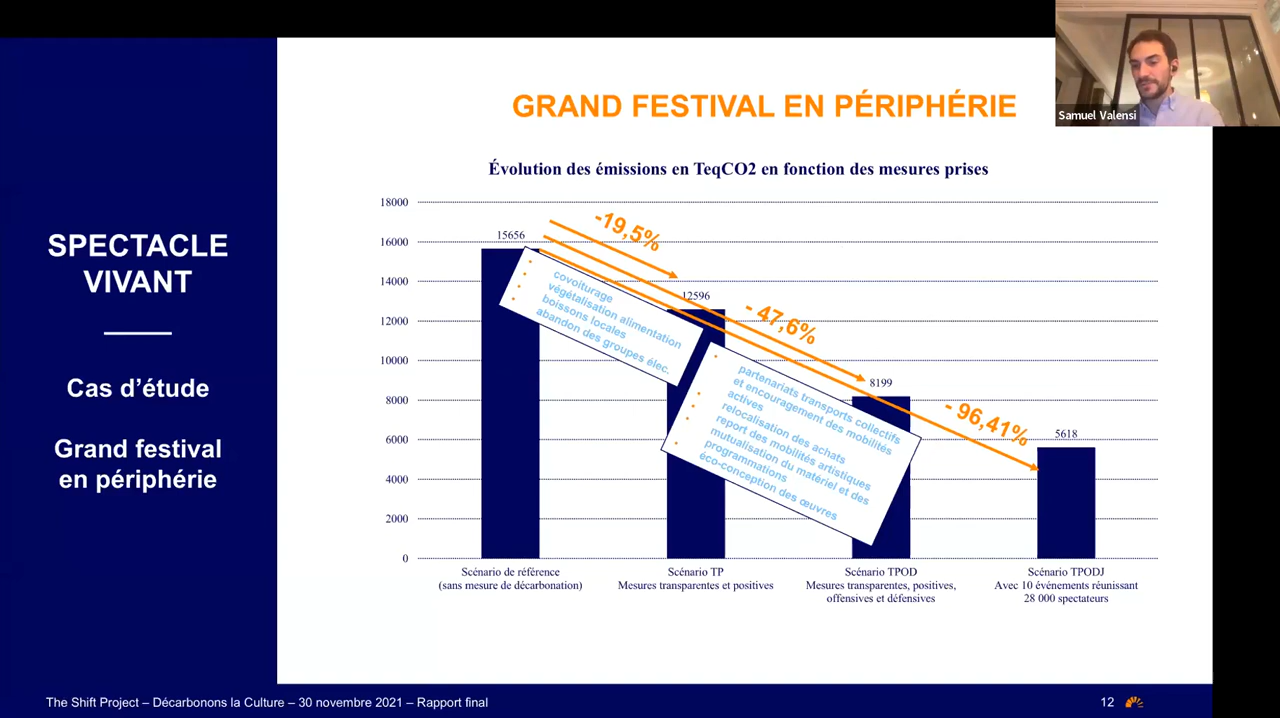 Samuel Valensi
GRAND FESTIVAL EN PÉRIPHÉRIE
SPECTACLE
VIVANT
Cas d'étude
Grand festival
en périphérie
Évolution des émissions en TeqCO2 en fonction des mesures prises
18000
16000
14000
12000
10000
8000
6000
4000
2000
0
15656
12596
8199
5618
-19,5%
- 47,6%
- 96,41%
covoiturage
végétalisation alimentation
boissons locales
abandon des groupes élec.
partenariats transports collectifs
et encouragement des mobilités
actives
relocalisation des achats
report des mobilités artistiques
mutualisation du matériel et des
programmations
éco-conception des œuvres
Scénario de référence
(sans mesure de décarbonation)
Scénario TP
Mesures transparentes et positives
Scénario TPOD
Mesures transparentes, positives,
offensives et défensives
Scénario TPODJ
Avec 10 événements réunissant
28 000 spectateurs
The Shift Project – Décarbonons la Culture – 30 novembre 2021 – Rapport final
12